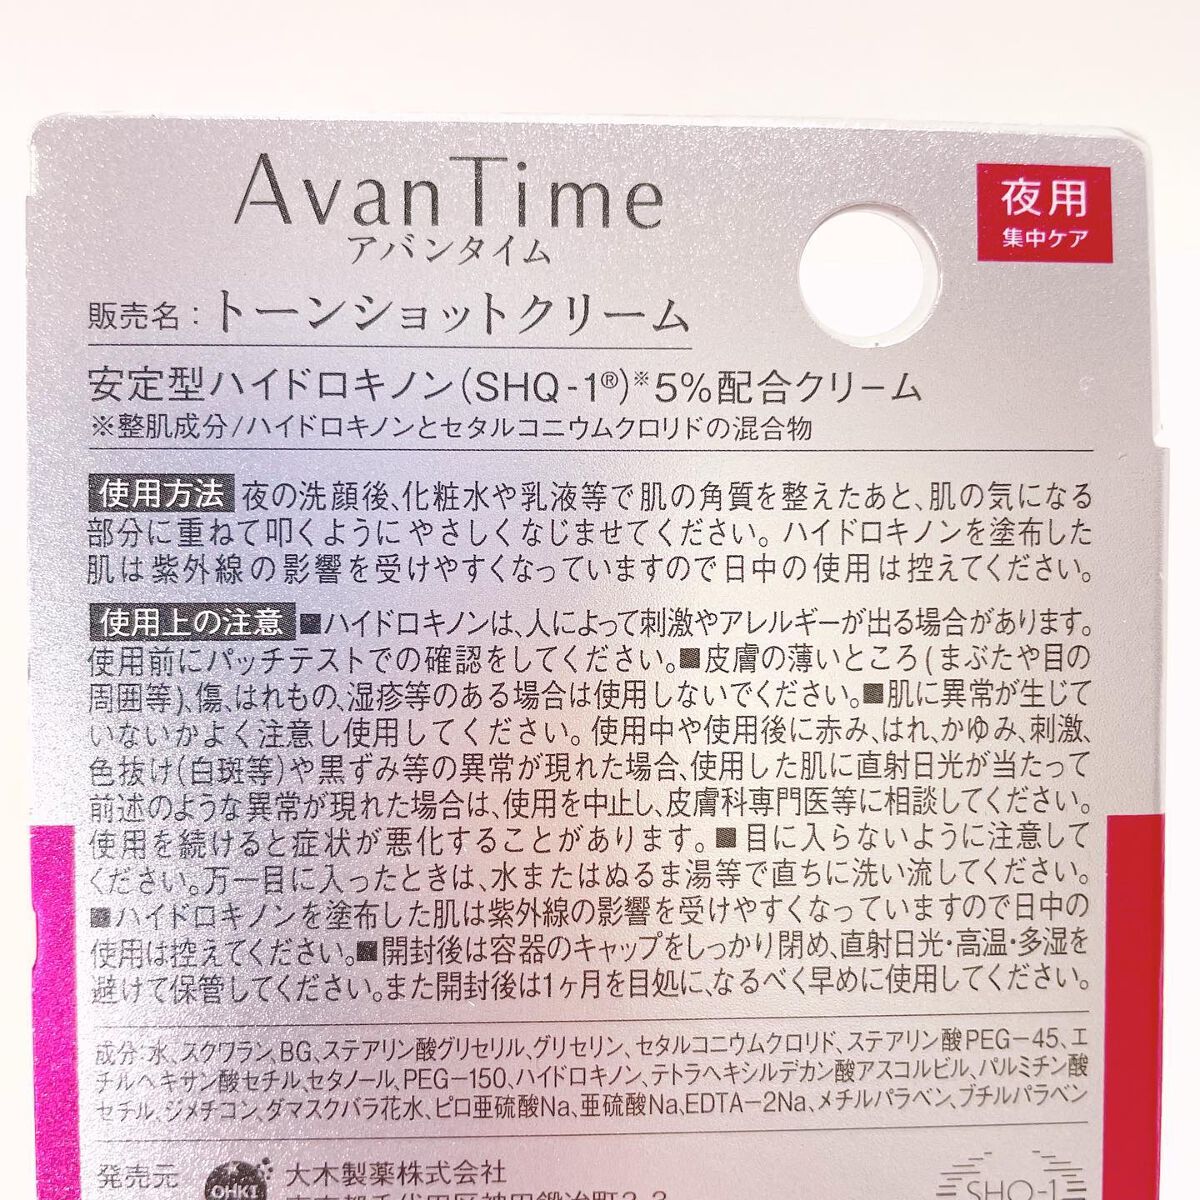 AvanTime
アバンタイム
夜用
集中ケア
販売名：トーンショットクリーム
安定型ハイドロキノン(SHQ-1®)※5%配合クリーム
※整肌成分/ハイドロキノンとセタルコニウムクロリドの混合物
使用方法 夜の洗顔後、化粧水や乳液等で肌の角質を整えたあと、肌の気になる
部分に重ねて叩くように やさしくなじませてください。ハイドロキノンを塗布した
肌は紫外線の影響を受けやすくなっていますので日中の使用は控えてください。
使用上の注意 ■ハイドロキノンは、人によって刺激やアレルギーが出る場合があります。
使用前にパッチテストでの確認をしてください。■皮膚の薄いところ(まぶたや目の
周囲等)、傷、はれもの、湿疹等のある場合は使用しないでください。■肌に異常が生じて
いないかよく注意し使用してください。使用中や使用後に赤み、はれ、かゆみ、刺激、
色抜け(白斑等)や黒ずみ等の異常が現れた場合、使用した肌に直射日光が当たって
前述のような異常が現れた場合は、使用を中止し、皮膚科専門医等に相談してください。
使用を続けると症状が悪化することがあります。■目に入らないように注意して
ください。万一目に入ったときは、水またはぬるま湯等で直ちに洗い流してください。
■ハイドロキノンを塗布した肌は紫外線の影響を受けやすくなっていますので日中の
使用は控えてください。■開封後は容器のキャップをしっかり閉め、直射日光・高温・多湿を
避けて保管してください。また開封後は1ヶ月を目処に、なるべく早めに使用してください。
成分:水、スクワラン、BG、ステアリン酸グリセリル、グリセリン、セタルコニウムクロリド、ステアリン酸PEG-45、エ
チルヘキサン酸セチル、セタノール、PEG-150、ハイドロキノン、テトラヘキシルデカン酸アスコルビル、パルミチン酸
セチル、ジメチコン、ダマスクバラ花水、ピロ亜硫酸Na、亜硫酸Na、EDTA-2Na、メチルパラベン、ブチルパラベン
発売元 OHKI 大木製薬株式会社
東京都千代田区神田鍛冶町3-3
SHQ-1